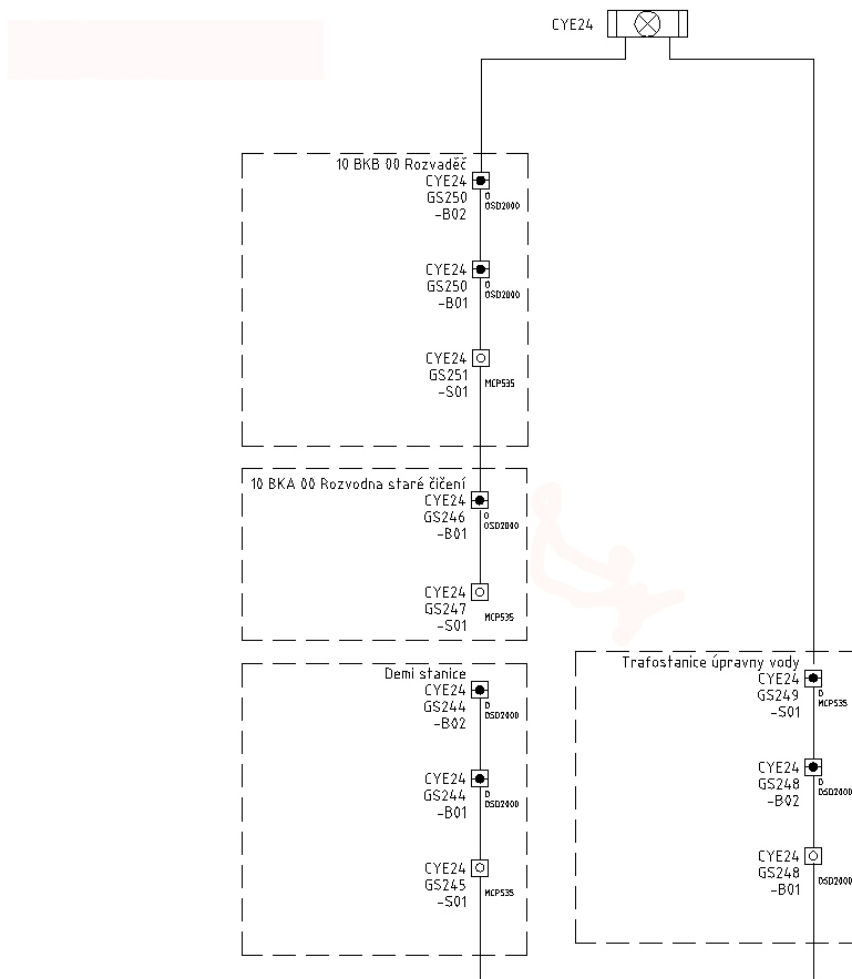 CYE24
10 BKB 00 Rozvaděč
CYE24
GS250
-B02
O
OSD2000
CYE24
GS250
-B01
O
OSD2000
CYE24
GS251
-S01
MCP535
10 BKA 00 Rozvodna staré čičení
CYE24
GS246
-B01
O
OSD2000
CYE24
GS247
-S01
MCP535
Demi stanice
CYE24
GS244
-B02
O
OSD2000
CYE24
GS244
-B01
O
OSD2000
CYE24
GS245
-S01
MCP535
Trafostanice úpravny vody
CYE24
GS249
-S01
O
MCP535
CYE24
GS248
-B02
O
OSD2000
CYE24
GS248
-B01
OSD2000